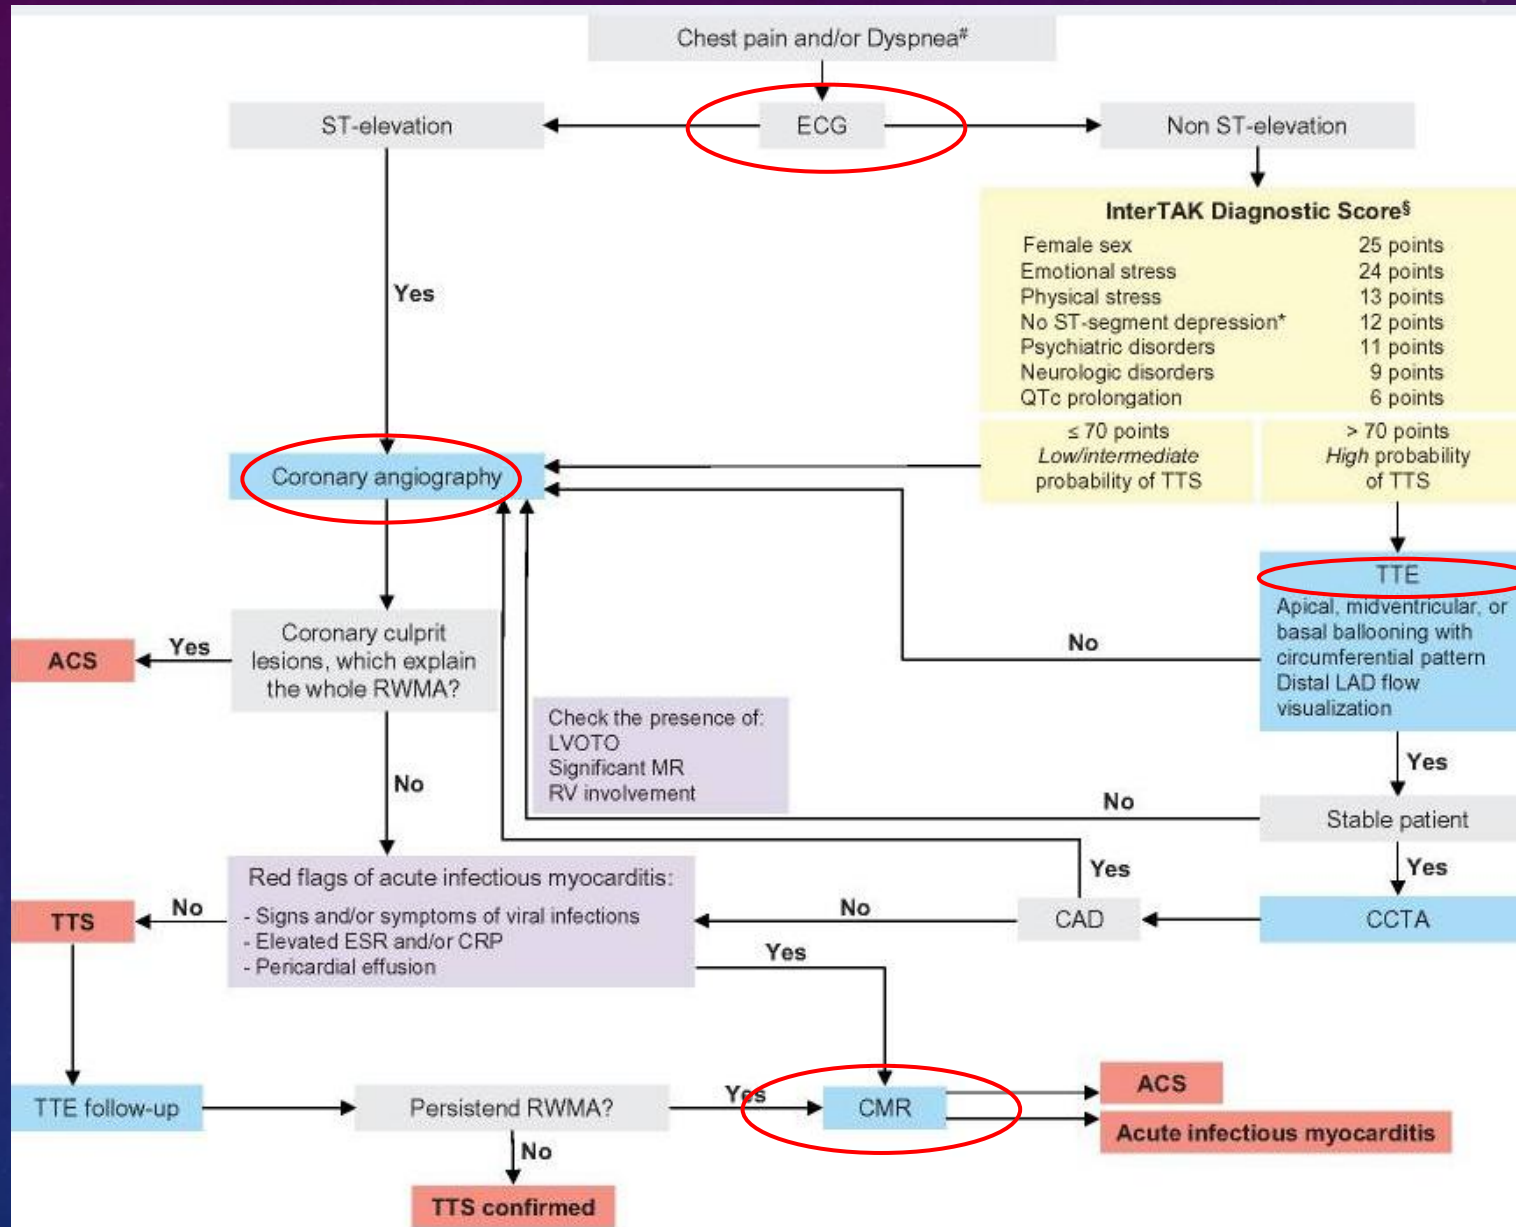 Chest pain and/or Dyspnea#
ST-elevation
ECG
Non ST-elevation
InterTAK Diagnostic Score§
Female sex 25 points
Emotional stress 24 points
Physical stress 13 points
No ST-segment depression* 12 points
Psychiatric disorders 11 points
Neurologic disorders 9 points
QTc prolongation 6 points
≤ 70 points
Low/intermediate
probability of TTS
> 70 points
High probability
of TTS
Yes
Coronary angiography
TTE
Apical, midventricular, or
basal ballooning with
circumferential pattern
Distal LAD flow
visualization
No
Coronary culprit
lesions, which explain
the whole RWMA?
Yes
ACS
Check the presence of:
LVOTO
Significant MR
RV involvement
No
Yes
No
Stable patient
Yes
Yes
CCTA
CAD
No
Red flags of acute infectious myocarditis:
- Signs and/or symptoms of viral infections
- Elevated ESR and/or CRP
- Pericardial effusion
No
TTS
Yes
TTE follow-up
Persistend RWMA?
Yes
CMR
ACS
Acute infectious myocarditis
No
TTS confirmed